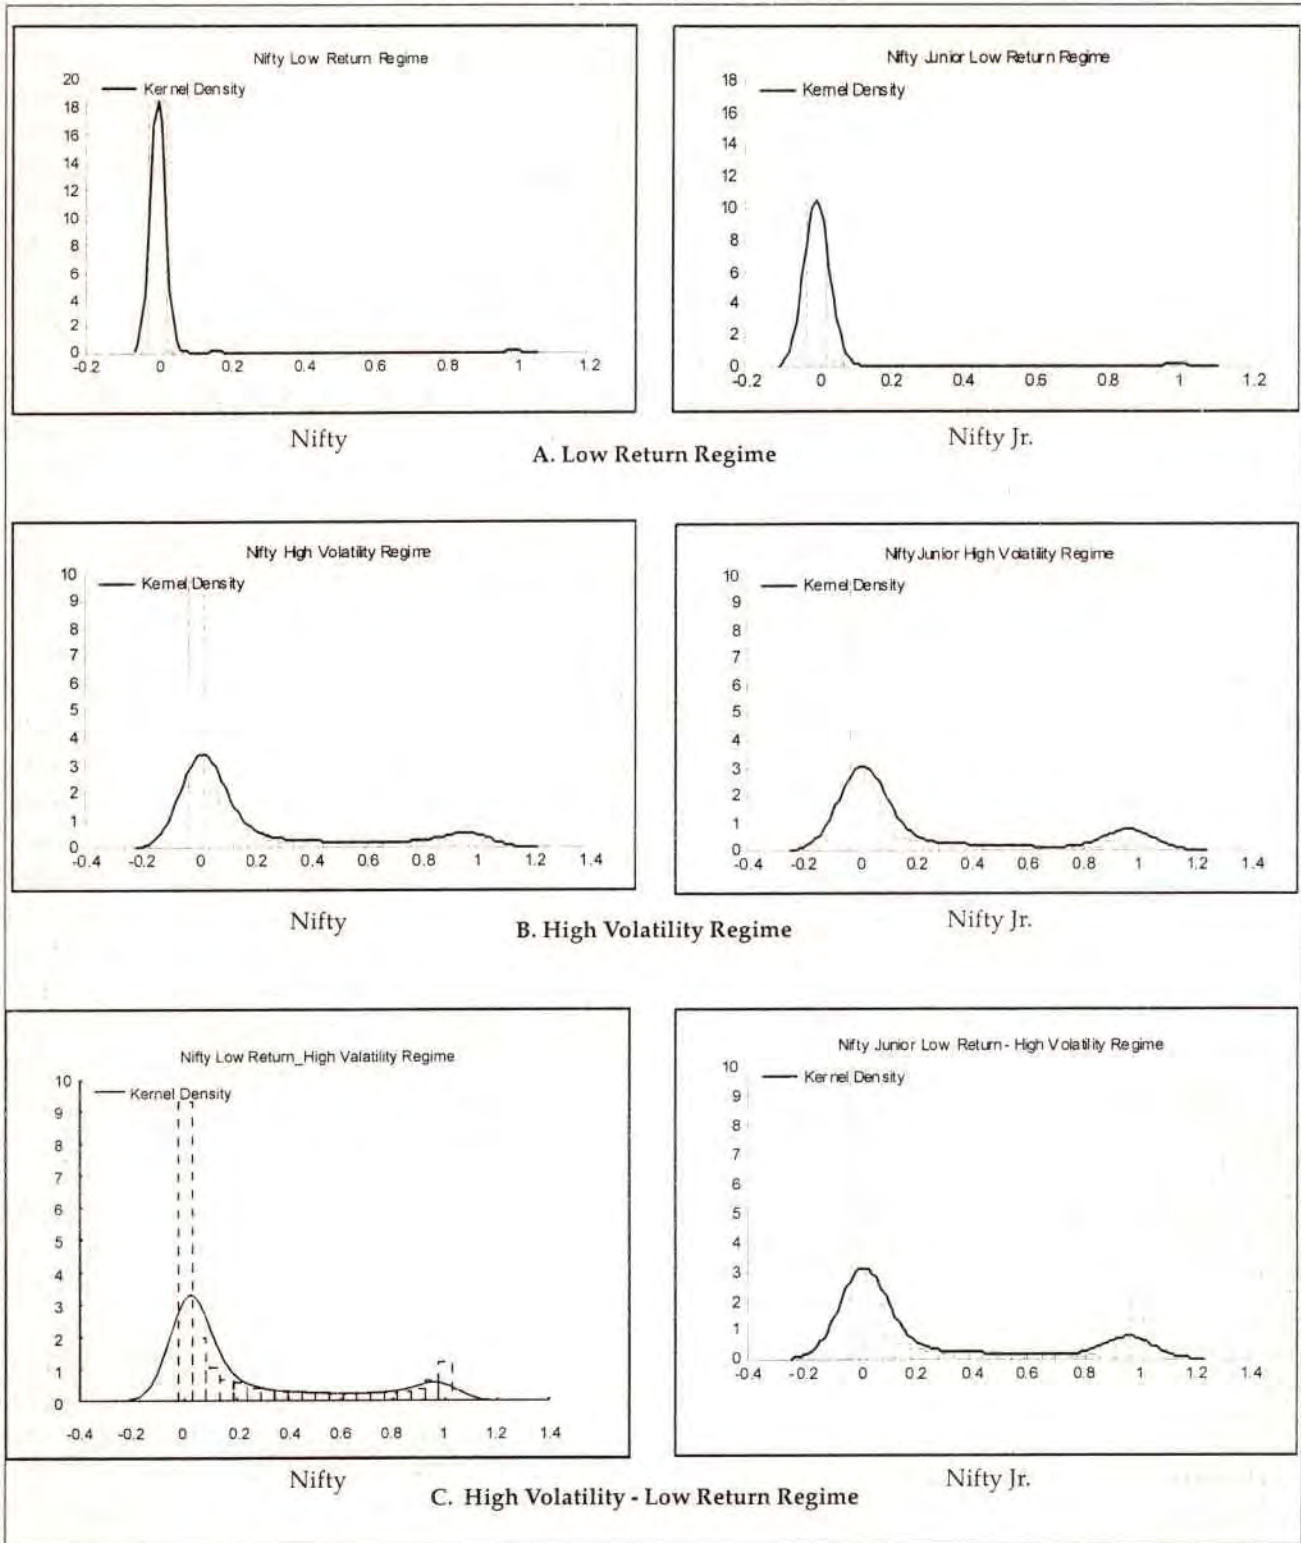 Nifty Low Return Regime
Kernel Density
20
18
16
14
12
10
8
6
4
2
0
-0.2 0 0.2 0.4 0.6 0.8 1 1.2
Nifty
Nifty Junior Low Return Regime
Kernel Density
18
16
14
12
10
8
6
4
2
0
-0.2 0 0.2 0.4 0.6 0.8 1 1.2
Nifty Jr.
A. Low Return Regime
Nifty High Volatility Regime
Kernel Density
10
9
8
7
6
5
4
3
2
1
0
-0.4 -0.2 0 0.2 0.4 0.6 0.8 1 1.2 1.4
Nifty
Nifty Junior High Volatility Regime
Kernel Density
10
9
8
7
6
5
4
3
2
1
0
-0.4 -0.2 0 0.2 0.4 0.6 0.8 1 1.2 1.4
Nifty Jr.
B. High Volatility Regime
Nifty Low Return_High Valatility Regime
Kernel Density
10
9
8
7
6
5
4
3
2
1
0
-0.4 -0.2 0 0.2 0.4 0.6 0.8 1 1.2 1.4
Nifty
Nifty Junior Low Return - High Volatility Regime
Kernel Density
10
9
8
7
6
5
4
3
2
1
0
-0.4 -0.2 0 0.2 0.4 0.6 0.8 1 1.2 1.4
Nifty Jr.
C. High Volatility - Low Return Regime